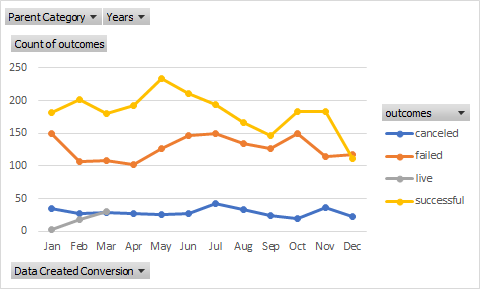 Parent Category Years
Count of outcomes
250
200
150
100
50
0
Jan Feb Mar Apr May Jun Jul Aug Sep Oct Nov Dec
outcomes
canceled
failed
live
successful
Data Created Conversion